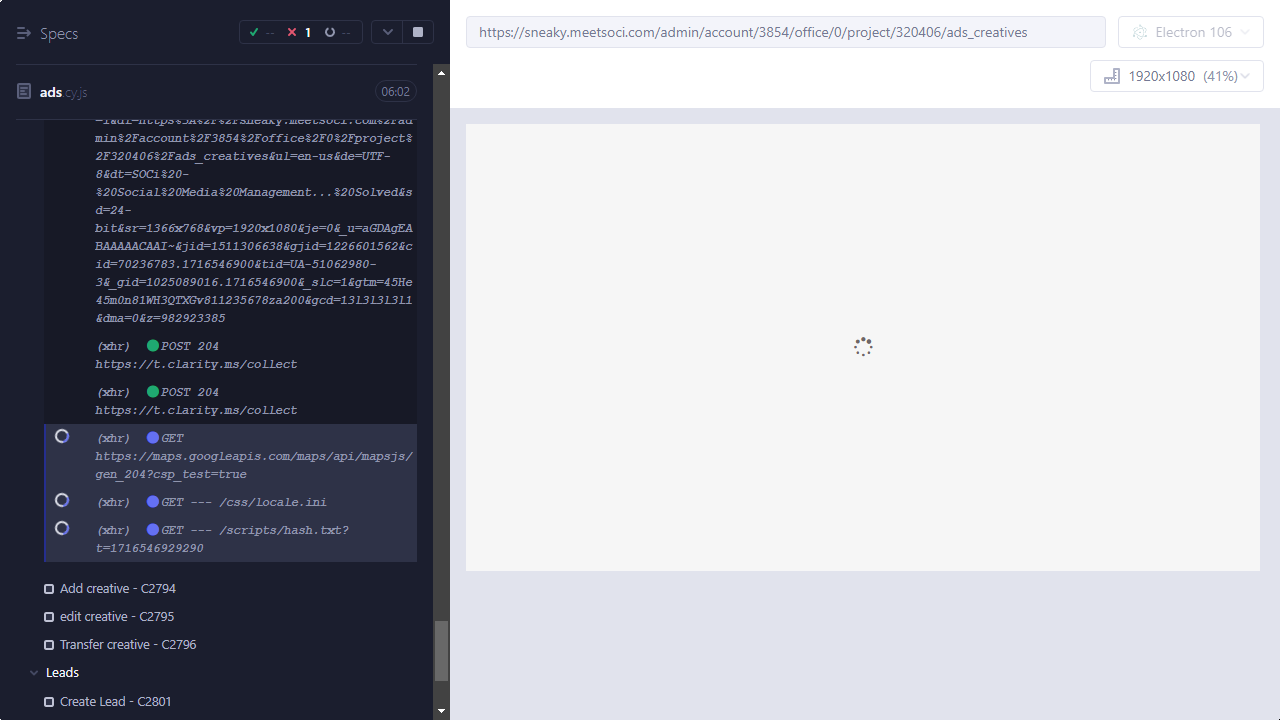 Specs
-- 1 --
https://sneaky.meetsoci.com/admin/account/3854/office/0/project/320406/ads_creatives
Electron 106
1920x1080 (41%)
ads.cy.js
06:02
min%2Faccount%2F3854%2Foffice%2F0%2Fproject%
2F320406%2Fads_creatives&ul=en-us&de=UTF-
8&dt=SOCi%20-
%20Social%20Media%20Management...%20Solved&s
d=24-
bit&sr=1366x768&vp=1920x1080&je=0&_u=aGDAgEA
BAAAAACAAI~&jid=1511306638&gjid=1226601562&c
id=70236783.1716546900&tid=UA-51062980-
3&_gid=1025089016.1716546900&_slc=1&gtm=45He
45m0n81WH3QTXGv811235678za200&gcd=13l3l3l3l1
&dma=0&z=982923385
(xhr) POST 204
https://t.clarity.ms/collect
(xhr) POST 204
https://t.clarity.ms/collect
(xhr) GET
https://maps.googleapis.com/maps/api/mapsjs/
gen_204?csp_test=true
(xhr) GET --- /css/locale.ini
(xhr) GET --- /scripts/hash.txt?
t=1716546929290
Add creative - C2794
edit creative - C2795
Transfer creative - C2796
Leads
Create Lead - C2801